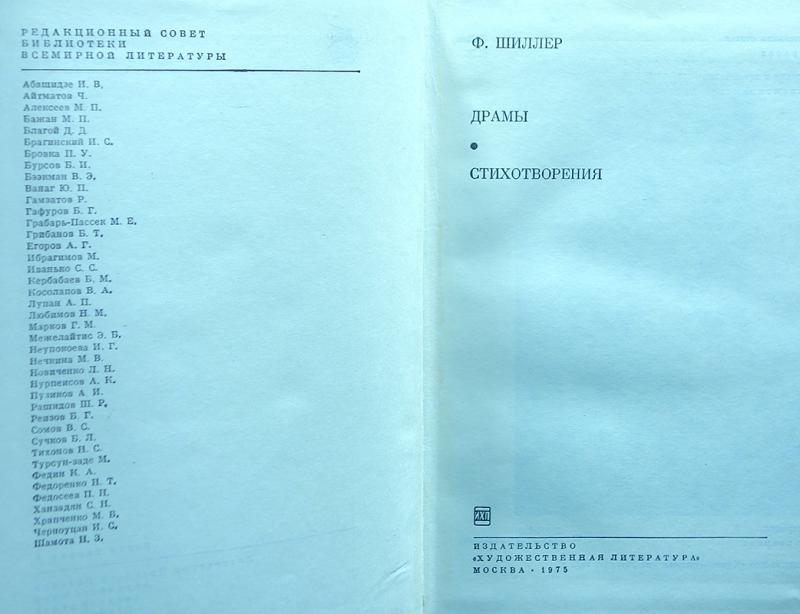 РЕДАКЦИОННЫЙ СОВЕТ
БИБЛИОТЕКИ
ВСЕМИРНОЙ ЛИТЕРАТУРЫ
Абашидзе И. В.
Айтматов Ч.
Алексеев М. П.
Бажан М. П.
Благой Д. Д.
Брагинский И. С.
Бровка П. У.
Бурсов Б. И.
Бээкман В. Э.
Ванаг Ю. П.
Гамзатов Р.
Гафуров Б. Г.
Грабарь-Пассек М. Е.
Грибанов Б. Т.
Егоров А. Г.
Ибрагимов М.
Иванько С. С.
Кербабаев Б. М.
Косолапов В. А.
Лупан А. П.
Любимов Н. М.
Марков Г. М.
Межелайтис Э. Б.
Неупокоева И. Г.
Нечкина М. В.
Новиченко Л. Н.
Нурпеисов А. К.
Пузиков А. И.
Рашидов Ш. Р.
Реизов Б. Г.
Сомов В. С.
Сучков Б. Л.
Тихонов Н. С.
Турсун-заде М.
Федин К. А.
Федоренко Н. Т.
Федосеев П. Н.
Ханзадян С. Н.
Храпченко М. Б.
Черноуцан И. С.
Шамота Н. З.
Ф. ШИЛЛЕР
ДРАМЫ
•
СТИХОТВОРЕНИЯ
ИХЛ
ИЗДАТЕЛЬСТВО
«ХУДОЖЕСТВЕННАЯ ЛИТЕРАТУРА»
МОСКВА · 1975